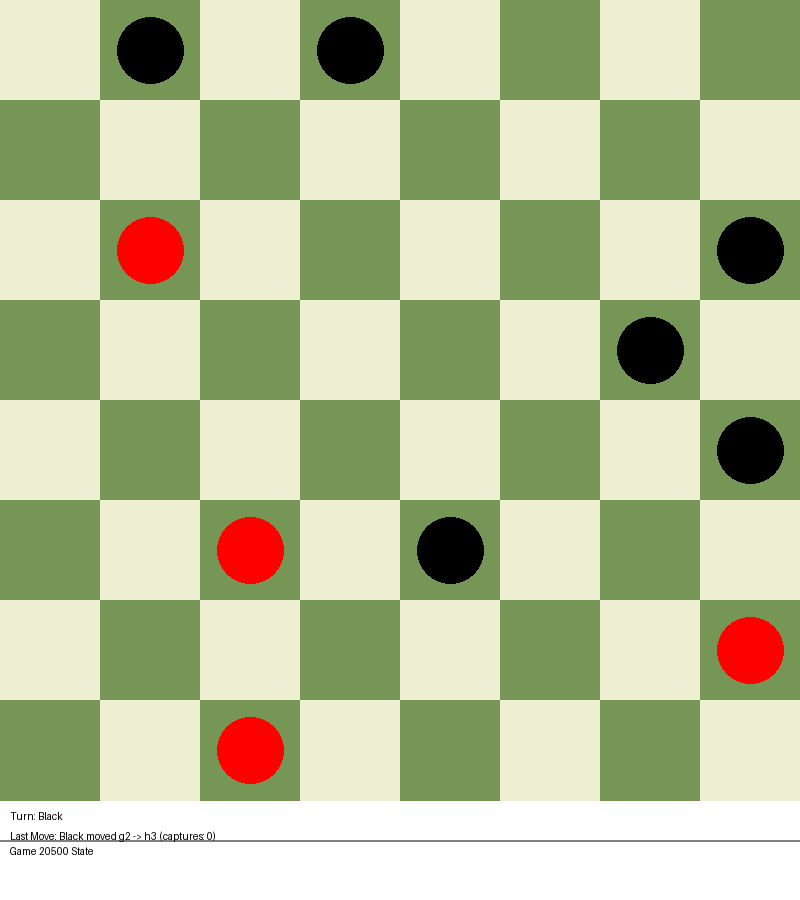 Turn: Black
Last Move: Black moved g2 -> h3 (captures: 0)
Game 20500 State